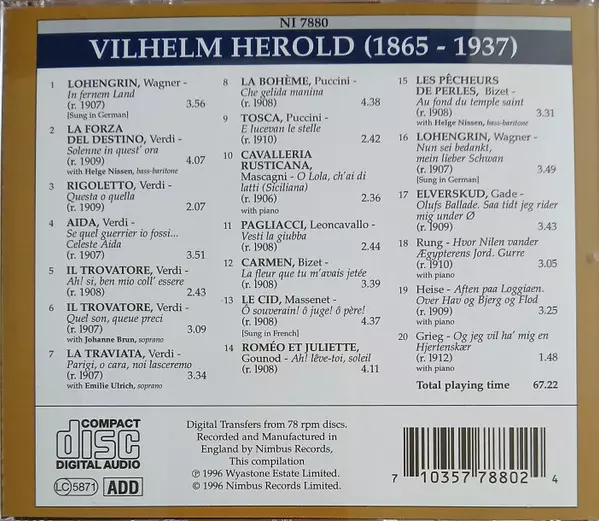 NI 7880
VILHELM HEROLD (1865 - 1937)
1 LOHENGRIN, Wagner -
In fernem Land
(r. 1907) 3.56
[Sung in German]
2 LA FORZA
DEL DESTINO, Verdi -
Solenne in quest' ora
(r. 1909) 4.07
with Helge Nissen, bass-baritone
3 RIGOLETTO, Verdi -
Questa o quella
(r. 1909) 2.07
4 AIDA, Verdi -
Se quel guerrier io fossi...
Celeste Aida
(r. 1907) 3.51
5 IL TROVATORE, Verdi -
Ah! si, ben mio coll' essere
(r. 1908) 2.43
6 IL TROVATORE, Verdi -
Quel son, queue preci
(r. 1907) 3.09
with Johanne Brun, soprano
7 LA TRAVIATA, Verdi -
Parigi, o cara, noi lasceremo
(r. 1907) 3.34
with Emilie Ulrich, soprano
8 LA BOHÈME, Puccini -
Che gelida manina
(r. 1908) 4.38
9 TOSCA, Puccini -
E lucevan le stelle
(r. 1910) 2.42
10 CAVALLERIA
RUSTICANA,
Mascagni - O Lola, ch'ai di
latti (Siciliana)
(r. 1906) 2.36
with piano
11 PAGLIACCI, Leoncavallo -
Vesti la giubba
(r. 1908) 2.44
12 CARMEN, Bizet -
La fleur que tu m'avais jetée
(r. 1908) 3.39
13 LE CID, Massenet -
Ô souverain! ô juge! ô père!
(r. 1908) 4.37
[Sung in French]
14 ROMÉO ET JULIETTE,
Gounod - Ah! lêve-toi, soleil
(r. 1908) 4.11
15 LES PÊCHEURS
DE PERLES, Bizet -
Au fond du temple saint
(r. 1908) 3.31
with Helge Nissen, bass-baritone
16 LOHENGRIN, Wagner -
Nun sei bedankt,
mein lieber Schwan
(r. 1907) 3.49
[Sung in German]
17 ELVERSKUD, Gade -
Olufs Ballade. Saa tidt jeg rider
mig under Ø
(r. 1909) 3.43
18 Rung - Hvor Nilen vander
Ægypterens Jord. Gurre
(r. 1910) 3.05
with piano
19 Heise - Aften paa Loggiaen.
Over Hav og Bjerg og Flod
(r. 1909) 3.25
with piano
20 Grieg - Og jeg vil ha' mig en
Hjertenskær
(r. 1912) 1.48
with piano
Total playing time 67.22
COMPACT
disc
DIGITAL AUDIO
LC 5871
ADD
Digital Transfers from 78 rpm discs.
Recorded and Manufactured in
England by Nimbus Records,
This compilation
℗ 1996 Wyastone Estate Limited.
© 1996 Nimbus Records Limited.
7 10357 78802 4